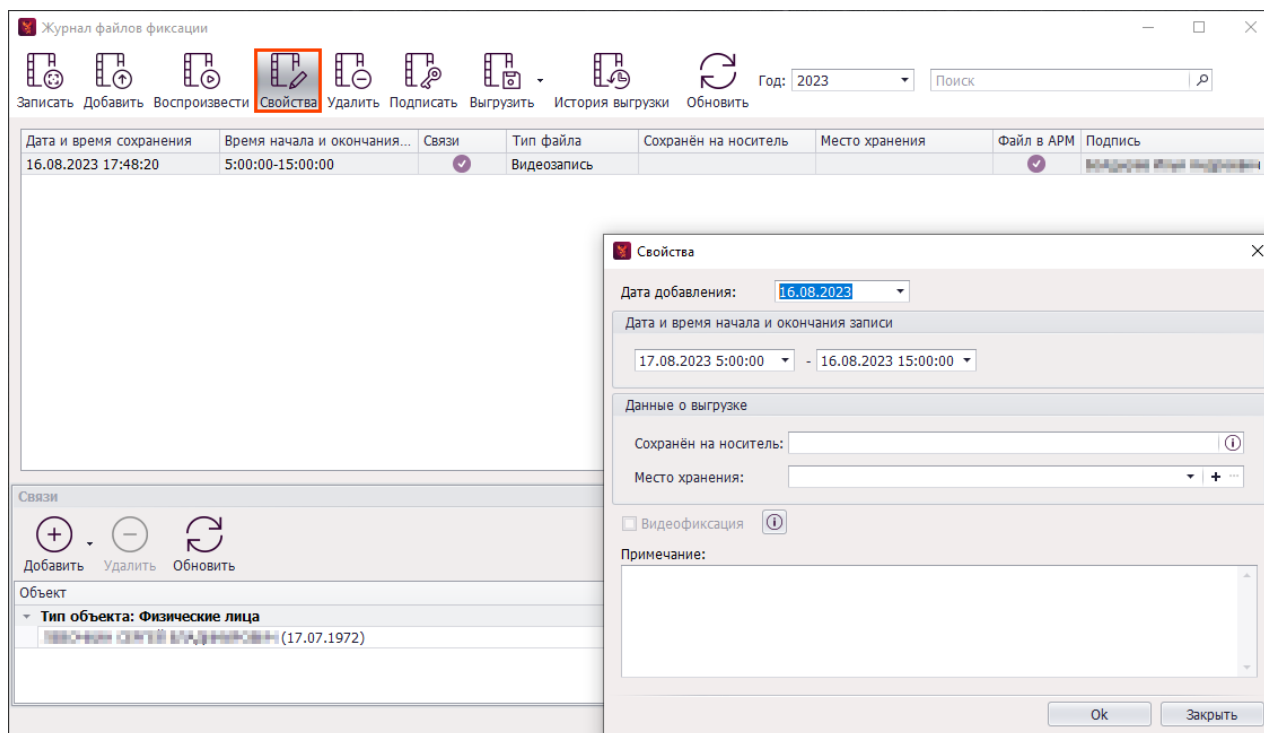 Журнал файлов фиксации
Записать Добавить Воспроизвести Свойства Удалить Подписать Выгрузить История выгрузки Обновить Год: 2023 Поиск
Дата и время сохранения Время начала и окончания... Связи Тип файла Сохранён на носитель Место хранения Файл в АРМ Подпись
16.08.2023 17:48:20 5:00:00-15:00:00 Видеозапись
Свойства
Дата добавления: 16.08.2023
Дата и время начала и окончания записи
17.08.2023 5:00:00 - 16.08.2023 15:00:00
Данные о выгрузке
Сохранён на носитель:
Место хранения:
Видеофиксация
Примечание:
Ok Закрыть
Связи
Добавить Удалить Обновить
Объект
Тип объекта: Физические лица
(17.07.1972)